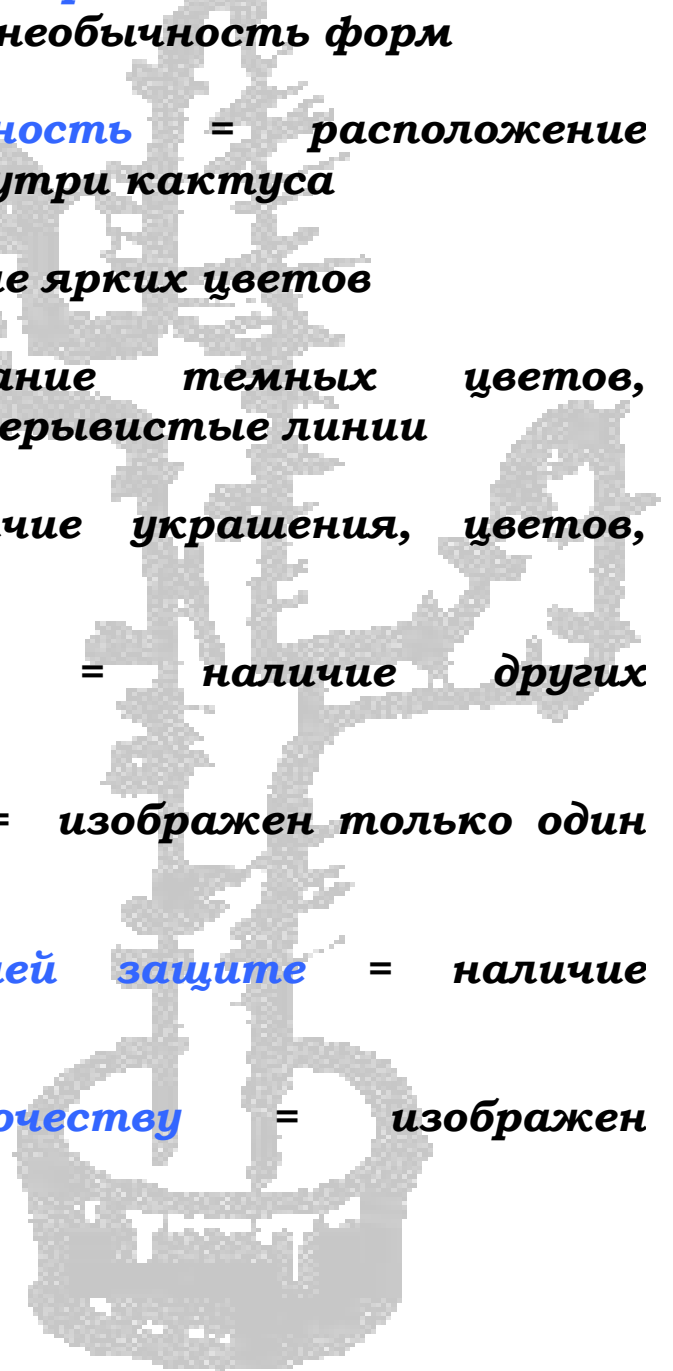 необычность форм
ность = расположение
утри кактуса
ие ярких цветов
ание темных цветов,
ерывистые линии
чие украшения, цветов,
= наличие других
= изображен только один
ей защите = наличие
очеству = изображен